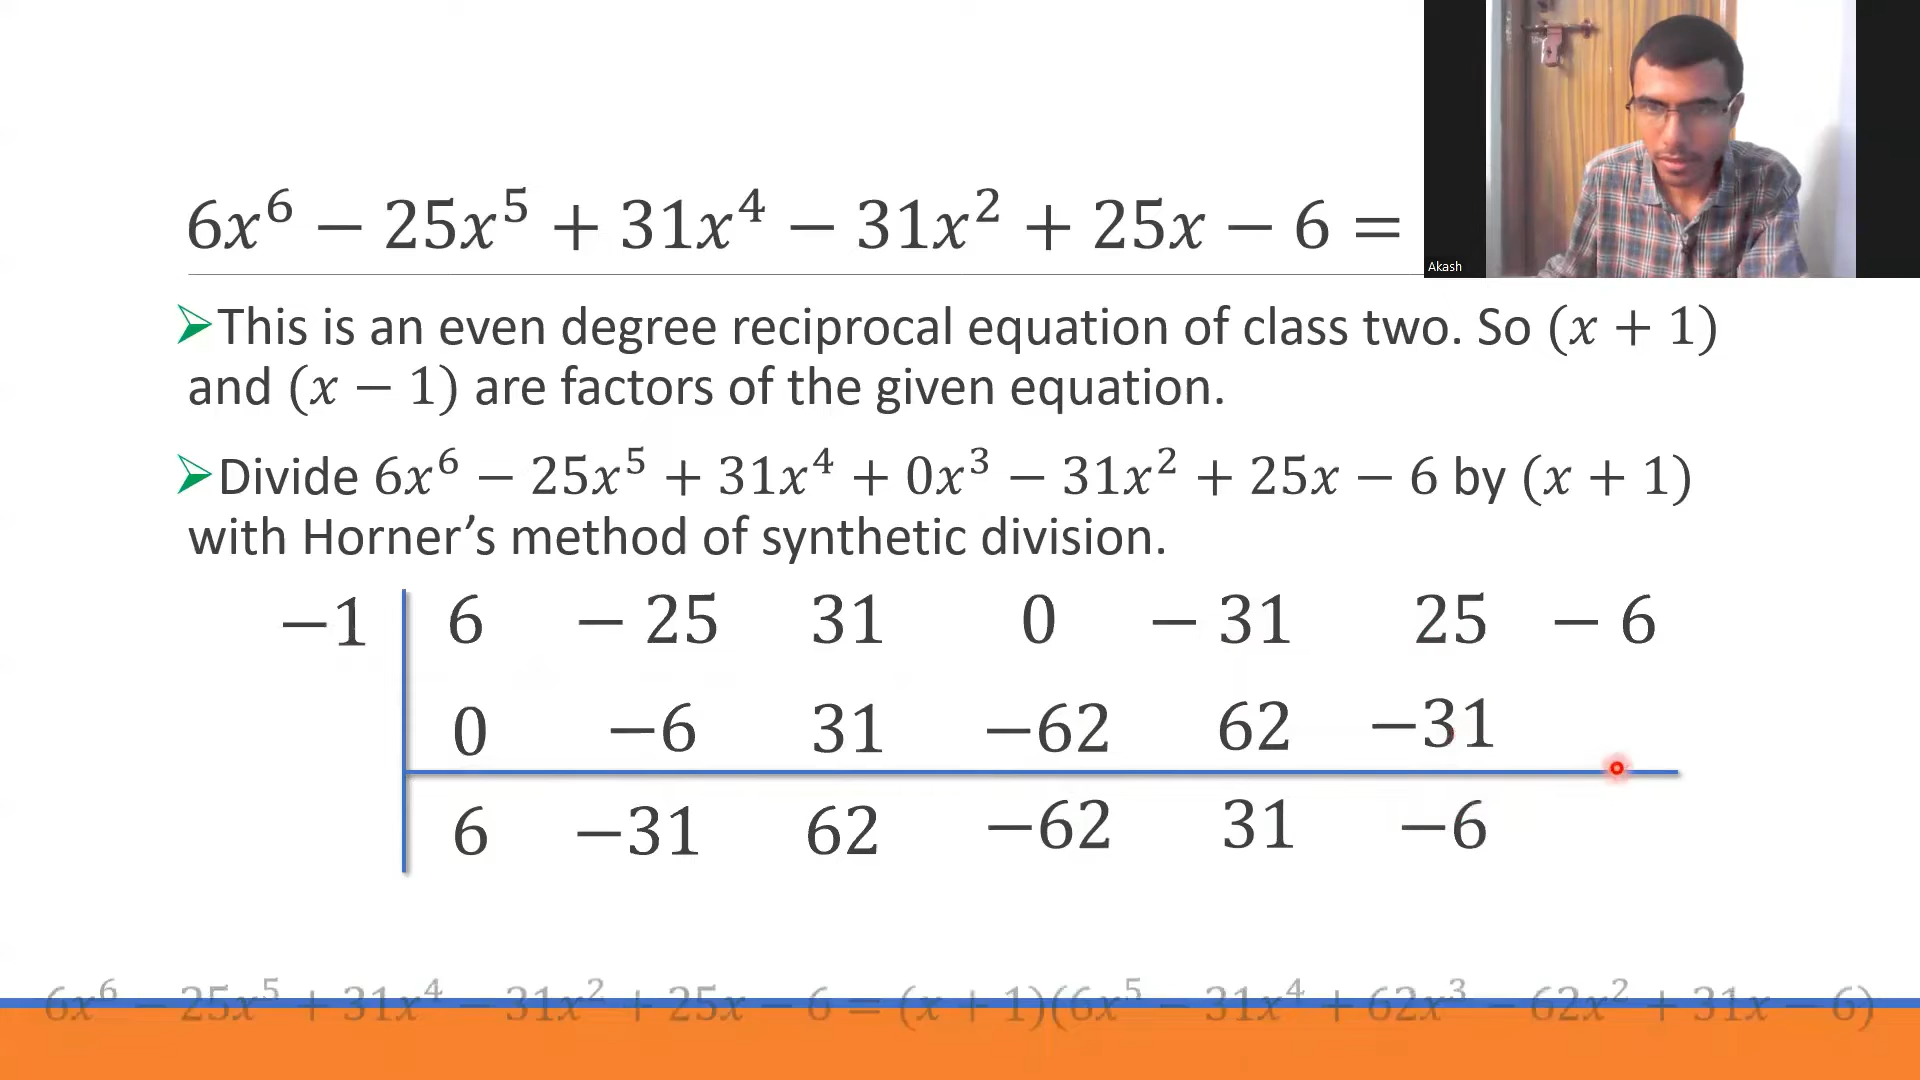 6x⁶ − 25x⁵ + 31x⁴ − 31x² + 25x − 6 =
Akash
➢This is an even degree reciprocal equation of class two. So (x + 1)
and (x − 1) are factors of the given equation.
➢Divide 6x⁶ − 25x⁵ + 31x⁴ + 0x³ − 31x² + 25x − 6 by (x + 1)
with Horner’s method of synthetic division.
−1 6 − 25 31 0 − 31 25 − 6
0 −6 31 −62 62 −31
6 −31 62 −62 31 −6
6x⁶ − 25x⁵ + 31x⁴ − 31x² + 25x − 6 = (x + 1)(6x⁵ − 31x⁴ + 62x³ − 62x² + 31x − 6)